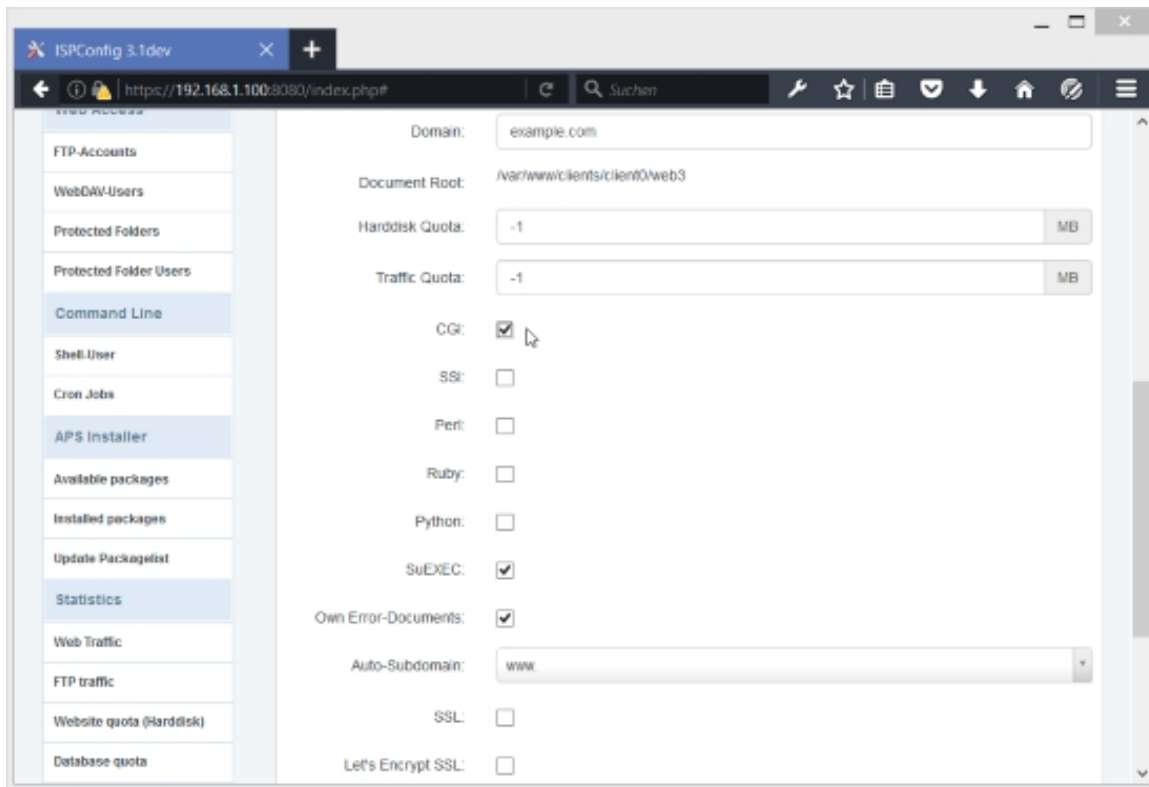 ISPConfig 3.1dev
https://192.168.1.100:8080/index.php#
Suchen
Web Access
FTP-Accounts
WebDAV-Users
Protected Folders
Protected Folder Users
Command Line
Shell-User
Cron Jobs
APS Installer
Available packages
Installed packages
Update Packagelist
Statistics
Web Traffic
FTP traffic
Website quota (Harddisk)
Database quota
Domain: example.com
Document Root: /var/www/clients/client0/web3
Harddisk Quota: -1 MB
Traffic Quota: -1 MB
CGI:
SSI:
Perl:
Ruby:
Python:
SuEXEC:
Own Error-Documents:
Auto-Subdomain: www.
SSL:
Let's Encrypt SSL: